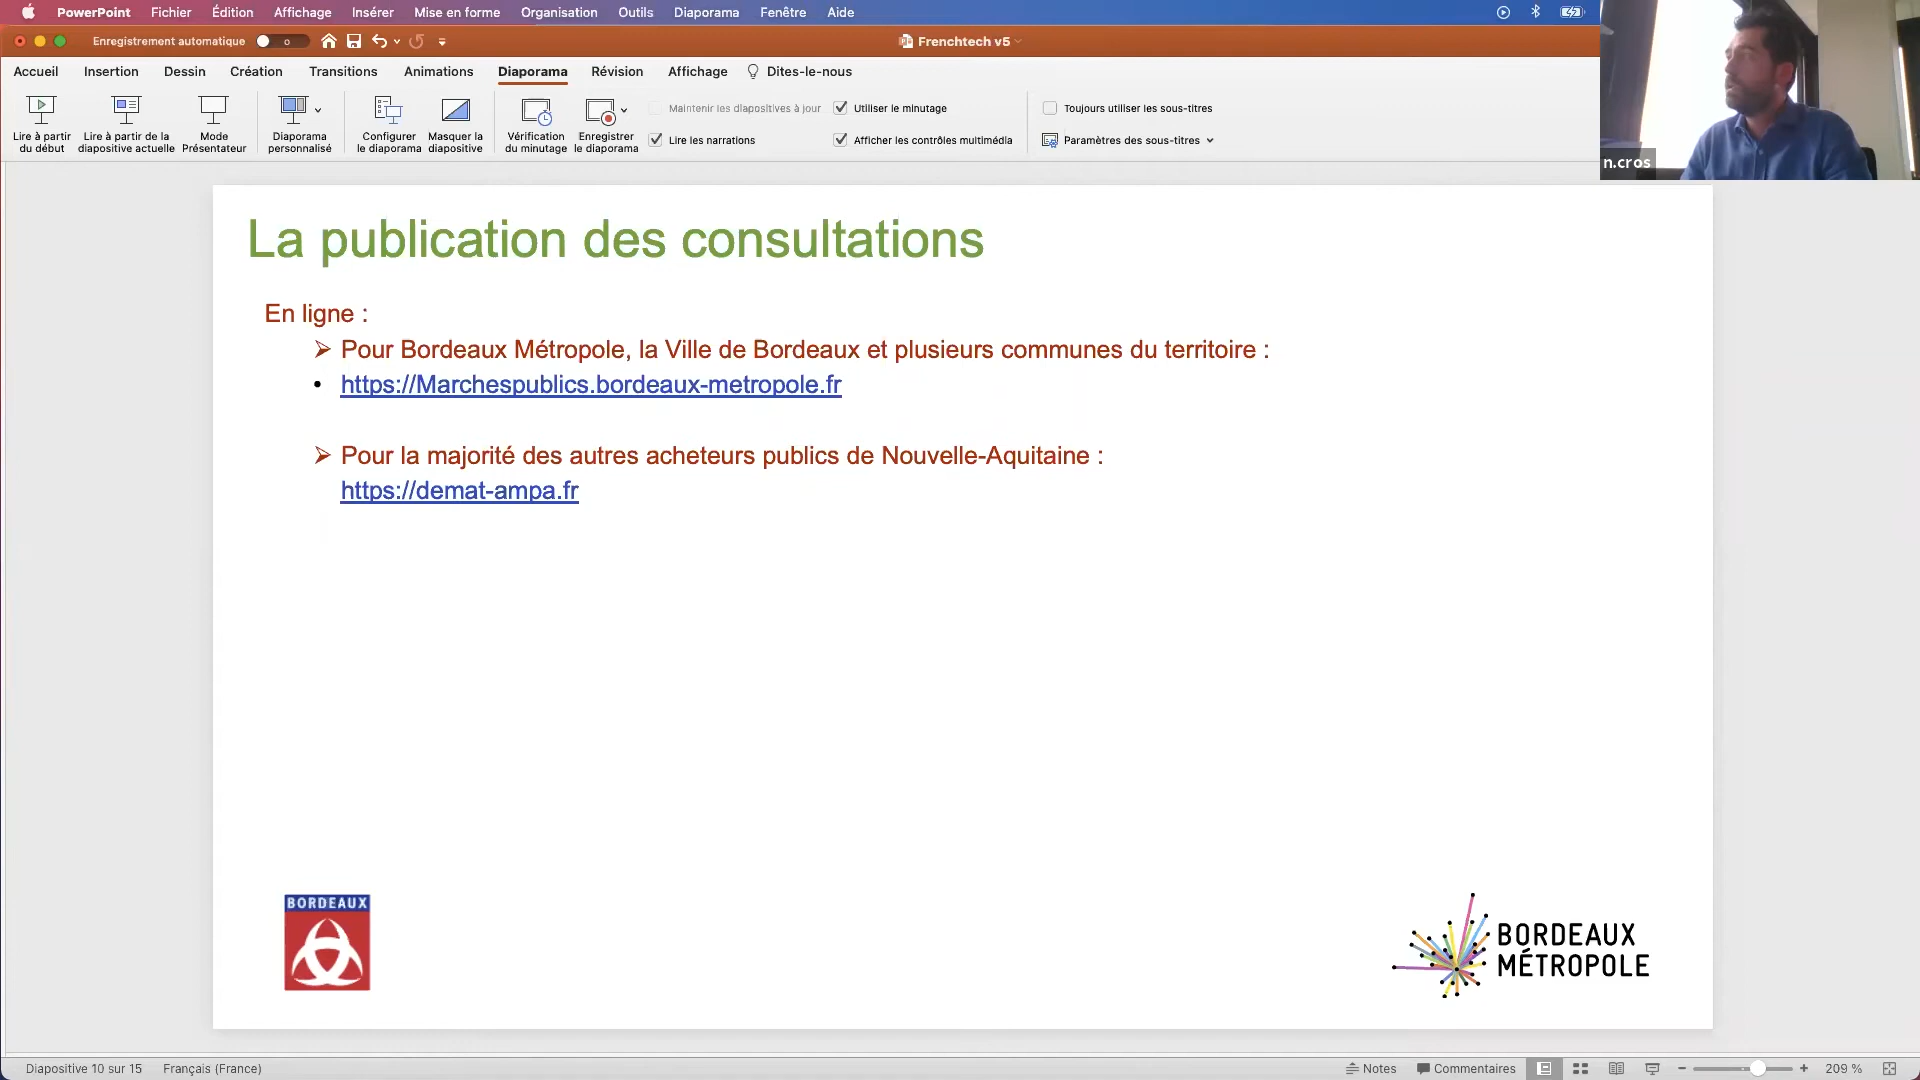 PowerPoint Fichier Édition Affichage Insérer Mise en forme Organisation Outils Diaporama Fenêtre Aide
Enregistrement automatique Frenchtech v5
Accueil Insertion Dessin Création Transitions Animations Diaporama Révision Affichage Dites-le-nous
Lire à partir du début
Lire à partir de la diapositive actuelle
Mode Présentateur
Diaporama personnalisé
Configurer le diaporama
Masquer la diapositive
Vérification du minutage
Enregistrer le diaporama
Maintenir les diapositives à jour
Lire les narrations
Utiliser le minutage
Afficher les contrôles multimédia
Toujours utiliser les sous-titres
Paramètres des sous-titres
n.cros
La publication des consultations
En ligne :
➢ Pour Bordeaux Métropole, la Ville de Bordeaux et plusieurs communes du territoire :
• https://Marchespublics.bordeaux-metropole.fr
➢ Pour la majorité des autres acheteurs publics de Nouvelle-Aquitaine :
https://demat-ampa.fr
BORDEAUX
BORDEAUX
MÉTROPOLE
Diapositive 10 sur 15 Français (France) Notes Commentaires 209 %